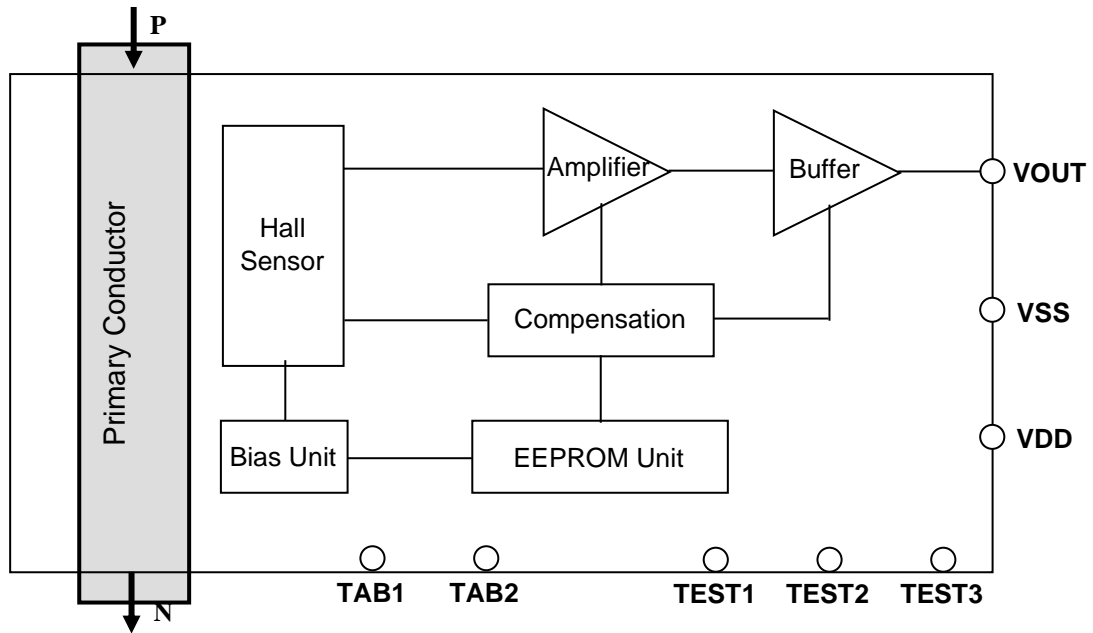 P
Primary Conductor
Hall
Sensor
Amplifier
Buffer
VOUT
Compensation
VSS
Bias Unit
EEPROM Unit
VDD
TAB1
TAB2
TEST1
TEST2
TEST3
N